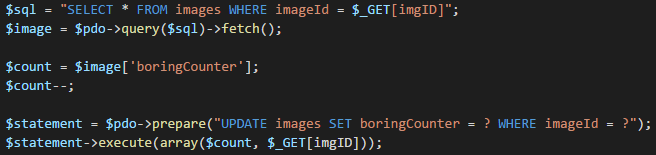 $sql = "SELECT * FROM images WHERE imageId = $_GET[imgID]";
$image = $pdo->query($sql)->fetch();
$count = $image['boringCounter'];
$count--;
$statement = $pdo->prepare("UPDATE images SET boringCounter = ? WHERE imageId = ?");
$statement->execute(array($count, $_GET[imgID]));